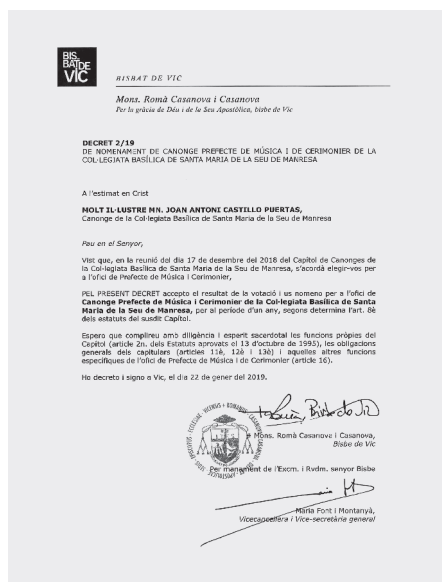 BIS
BAT DE
VIC
BISBAT DE VIC
Mons. Romà Casanova i Casanova
Per la gràcia de Déu i de la Seu Apostòlica, bisbe de Vic
DECRET 2/19
DE NOMENAMENT DE CANONGE PREFECTE DE MÚSICA I DE CERIMONIER DE LA
COL·LEGIATA BASÍLICA DE SANTA MARIA DE LA SEU DE MANRESA
A l'estimat en Crist
MOLT IL·LUSTRE MN. JOAN ANTONI CASTILLO PUERTAS,
Canonge de la Col·legiata Basílica de Santa Maria de la Seu de Manresa
Pau en el Senyor,
Vist que, en la reunió del dia 17 de desembre del 2018 del Capítol de Canonges de
la Col·legiata Basílica de Santa Maria de la Seu de Manresa, s'acordà elegir-vos per
a l'ofici de Prefecte de Música i Cerimonier,
PEL PRESENT DECRET accepto el resultat de la votació i us nomeno per a l'ofici de
Canonge Prefecte de Música i Cerimonier de la Col·legiata Basílica de Santa
Maria de la Seu de Manresa, per al període d'un any, segons determina l'art. 8è
dels estatuts del susdit Capítol.
Espero que complireu amb diligència i esperit sacerdotal les funcions pròpies del
Capítol (article 2n, dels Estatuts aprovats el 13 d'octubre de 1995), les obligacions
generals dels capitulars (articles 11è, 12è i 13è) i aquelles altres funcions
específiques de l'ofici de Prefecte de Música i de Cerimonier (article 16).
Ho decreto i signo a Vic, el dia 22 de gener del 2019.
Mons. Romà Casanova i Casanova,
Bisbe de Vic
Per manament de l'Excm. i Rvdm. senyor Bisbe
Maria Font i Montanyà,
Vicecancellera i Vice-secretària general